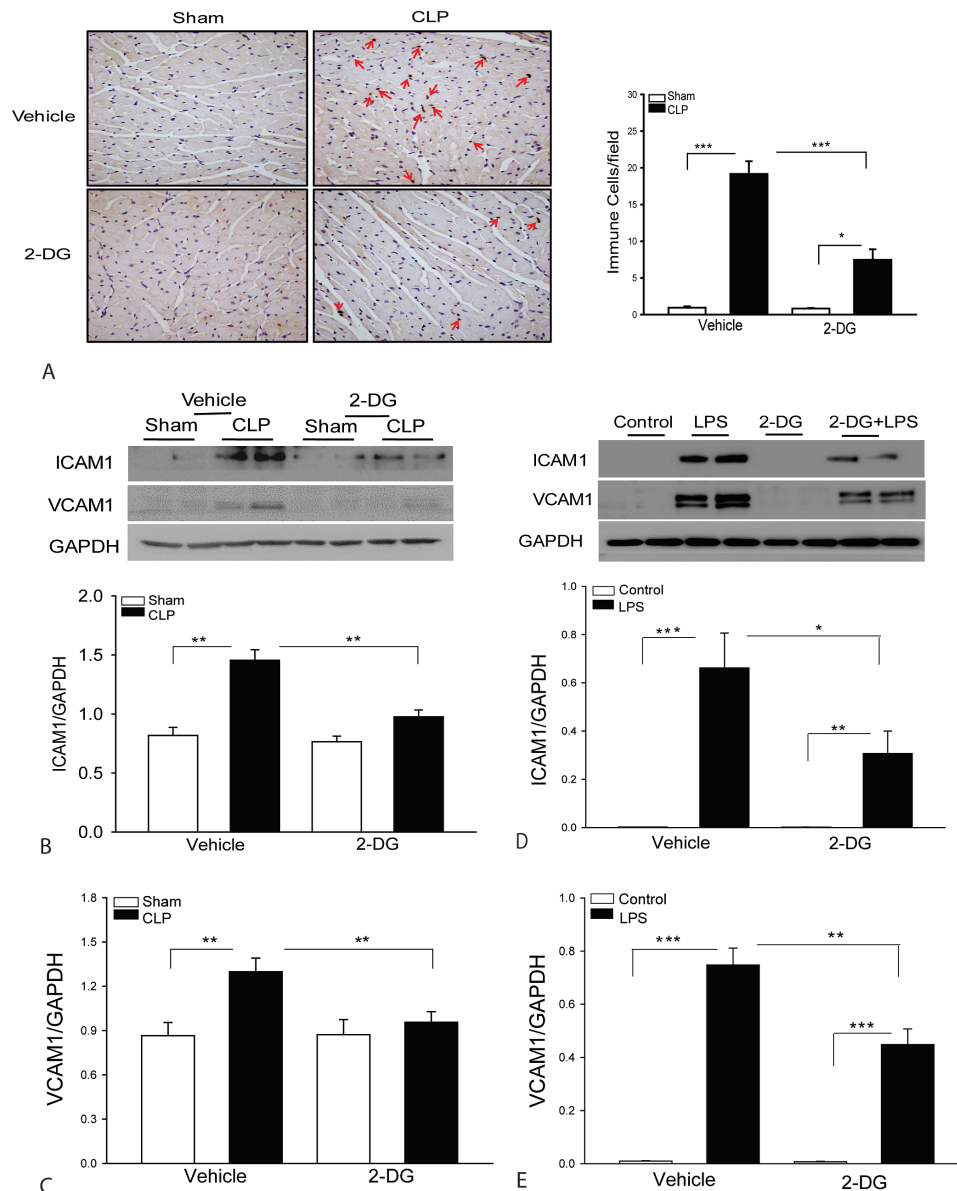 Sham CLP
Vehicle
2-DG
Sham
CLP
Immune Cells/field
30
25
20
15
10
5
0
***
***
*
Vehicle 2-DG
A
Vehicle 2-DG
Sham CLP Sham CLP
ICAM1
VCAM1
GAPDH
Control LPS 2-DG 2-DG+LPS
ICAM1
VCAM1
GAPDH
Sham
CLP
ICAM1/GAPDH
2.0
1.5
1.0
0.5
0.0
**
**
Vehicle 2-DG
B
Control
LPS
ICAM1/GAPDH
1.0
0.8
0.6
0.4
0.2
0.0
***
*
**
Vehicle 2-DG
D
Sham
CLP
VCAM1/GAPDH
1.8
1.5
1.2
0.9
0.6
0.3
0.0
**
**
Vehicle 2-DG
C
Control
LPS
VCAM1/GAPDH
1.0
0.8
0.6
0.4
0.2
0.0
***
**
***
Vehicle 2-DG
E